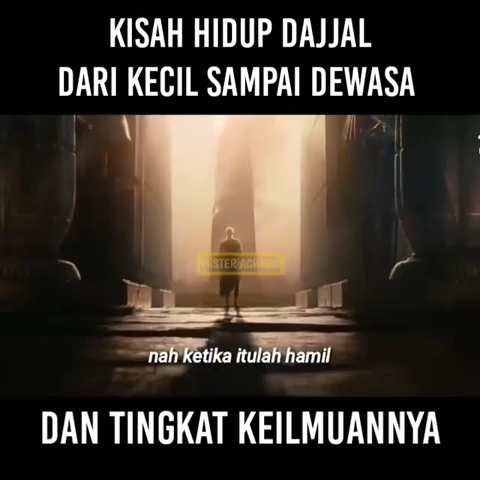 KISAH HIDUP DAJJAL
DARI KECIL SAMPAI DEWASA
nah ketika itulah hamil
DAN TINGKAT KEILMUANNYA